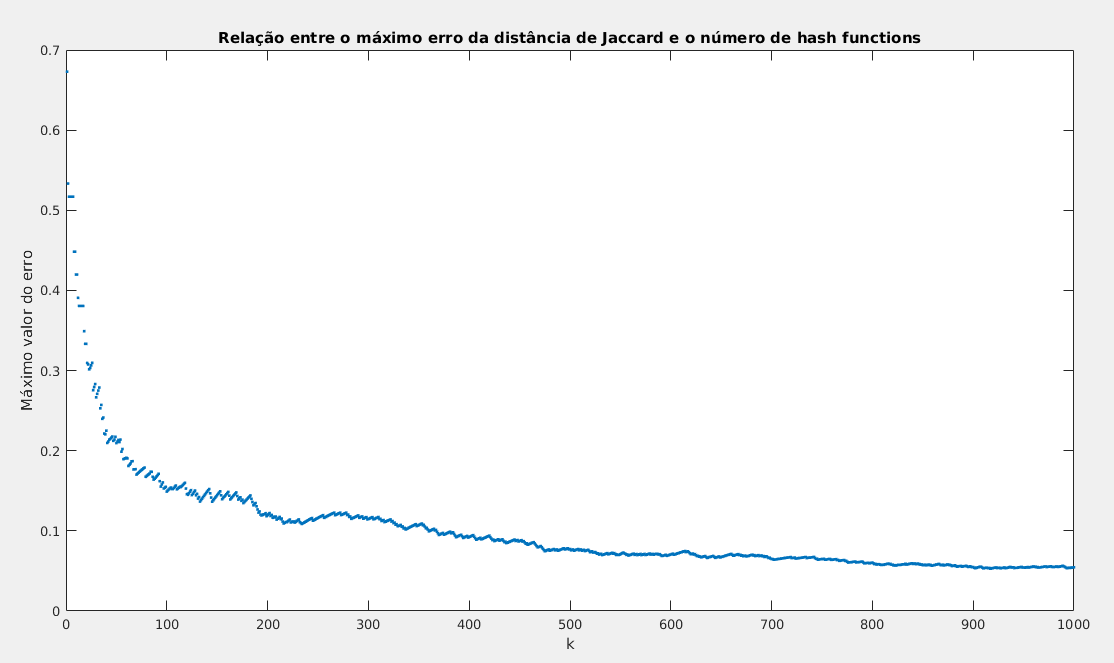 Relação entre o máximo erro da distância de Jaccard e o número de hash functions
0.7
0.6
0.5
0.4
0.3
0.2
0.1
0
Máximo valor do erro
0 100 200 300 400 500 600 700 800 900 1000
k